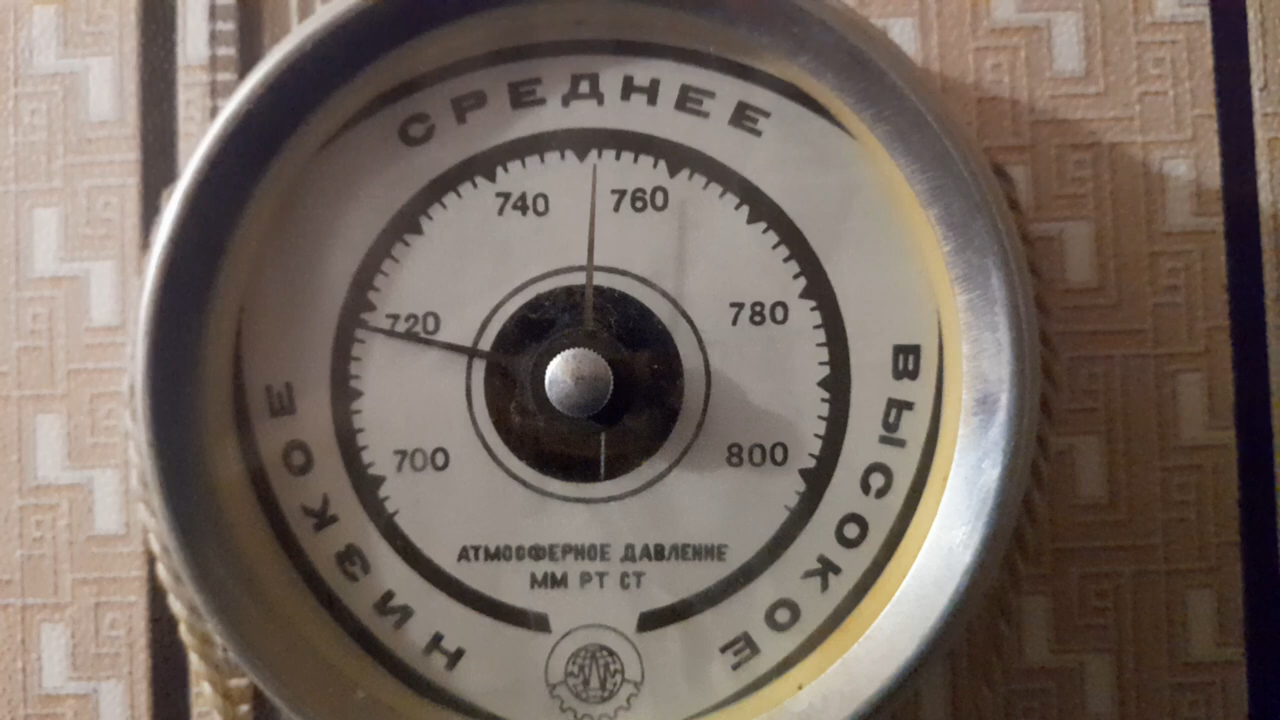 СРЕДНЕЕ
740 760
720 780
700 800
НИЗКОЕ
ВЫСОКОЕ
АТМОСФЕРНОЕ ДАВЛЕНИЕ
ММ РТ СТ